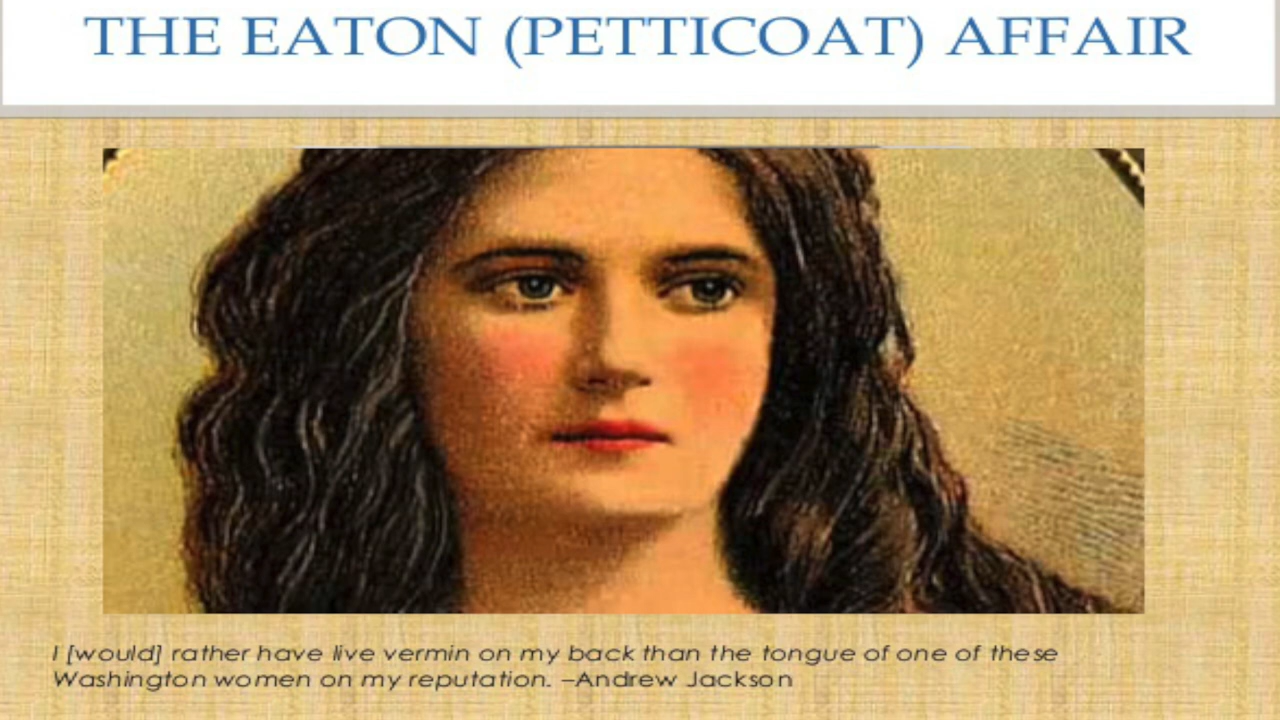 THE EATON (PETTICOAT) AFFAIR
I [would] rather have live vermin on my back than the tongue of one of these
Washington women on my reputation. –Andrew Jackson